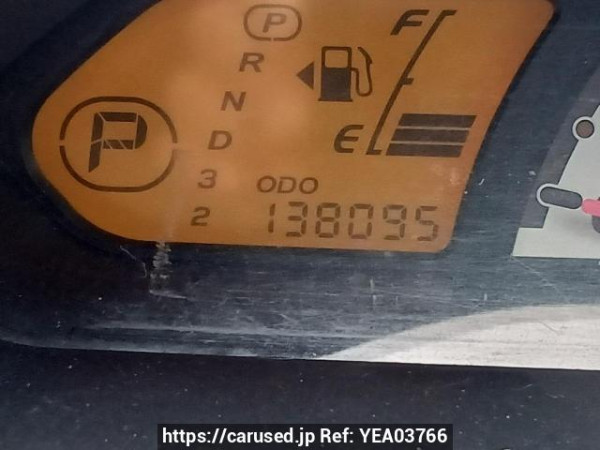 P
R
N
D
3
2
P
F
E
ODO
138095
https://carused.jp Ref: YEA03766